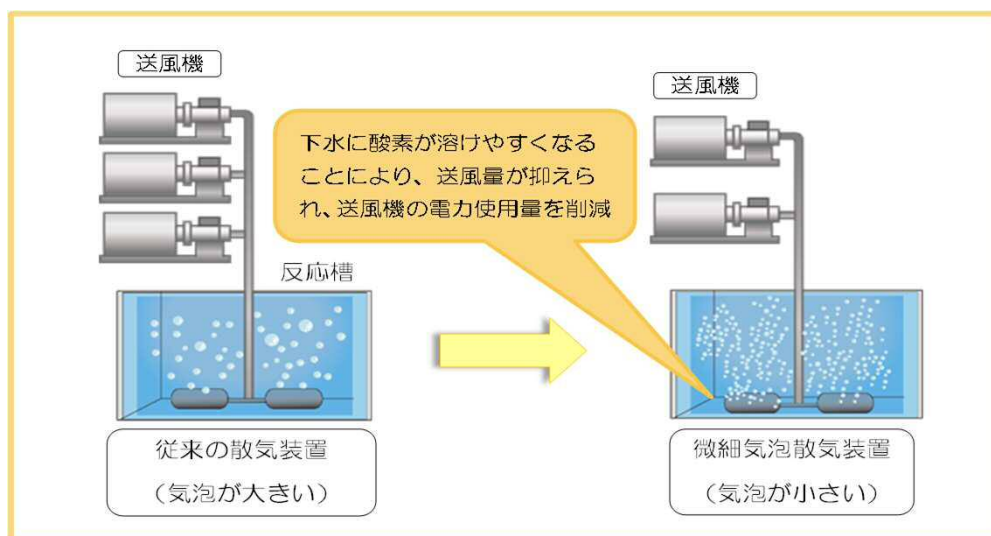 送風機
送風機
下水に酸素が溶けやすくなる
ことにより、送風量が抑えら
れ、送風機の電力使用量を削減
反応槽
従来の散気装置
（気泡が大きい）
微細気泡散気装置
（気泡が小さい）